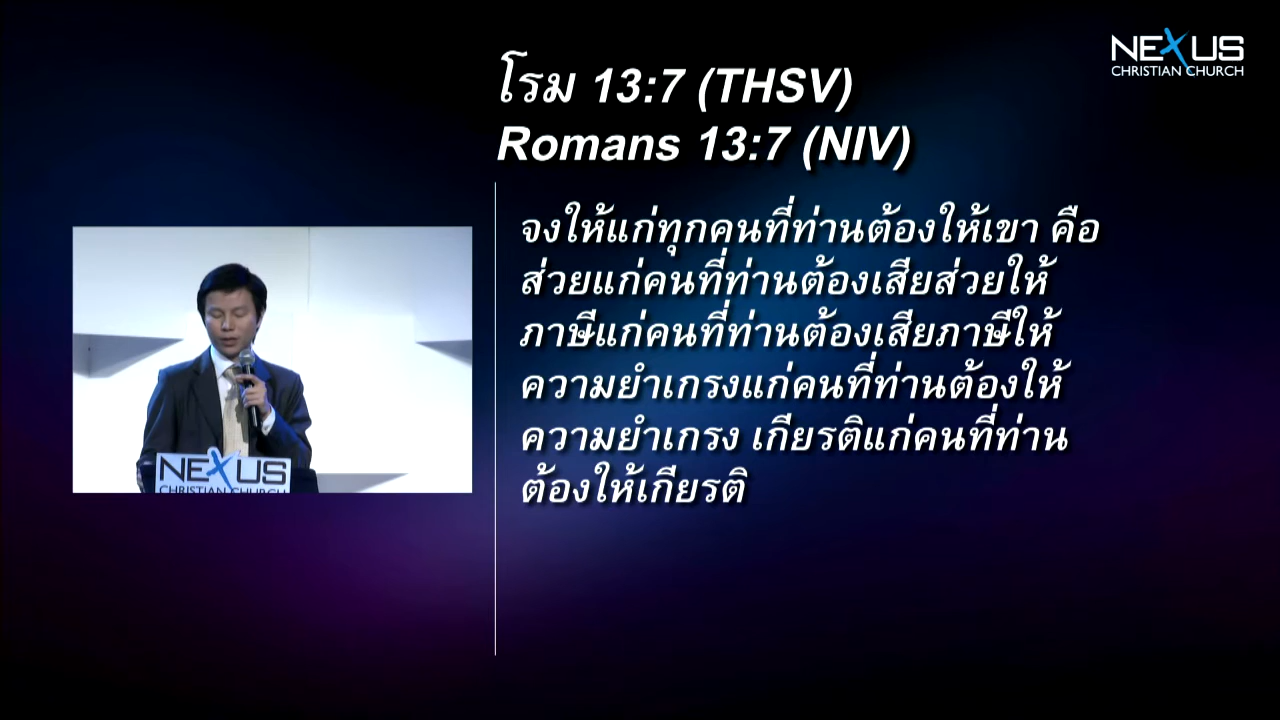 NEXUS
CHRISTIAN CHURCH
โรม 13:7 (THSV)
Romans 13:7 (NIV)
จงให้แก่ทุกคนที่ท่านต้องให้เขา คือ
ส่วยแก่คนที่ท่านต้องเสียส่วยให้
ภาษีแก่คนที่ท่านต้องเสียภาษีให้
ความยำเกรงแก่คนที่ท่านต้องให้
ความยำเกรง เกียรติแก่คนที่ท่าน
ต้องให้เกียรติ
NEXUS
CHRISTIAN CHURCH